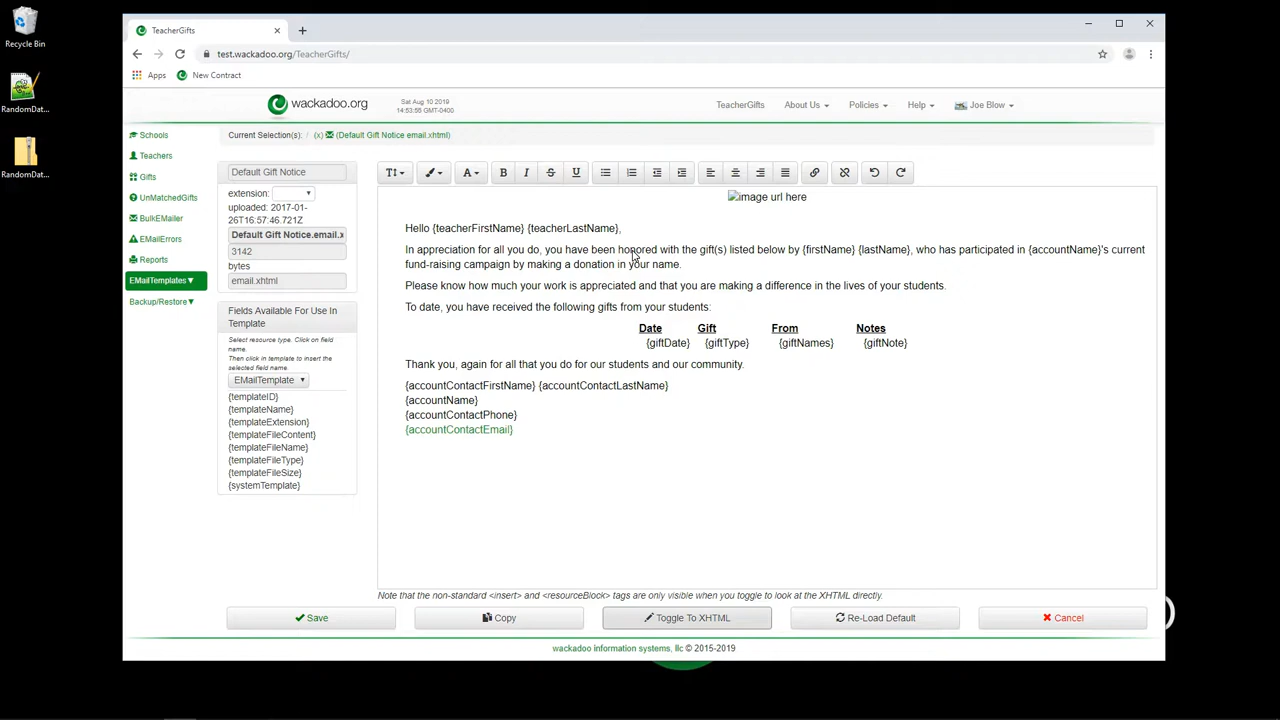 Recycle Bin
RandomDat...
RandomDat...
TeacherGifts
test.wackadoo.org/TeacherGifts/
Apps New Contract
wackadoo.org
Sat Aug 10 2019
14:53:55 GMT-0400
TeacherGifts About Us Policies Help Joe Blow
Schools
Teachers
Gifts
UnMatchedGifts
BulkEMailer
EMailErrors
Reports
EMailTemplates▼
Backup/Restore▼
Current Selection(s): / (x) (Default Gift Notice email.xhtml)
Default Gift Notice
extension:
uploaded: 2017-01-
26T16:57:46.721Z
Default Gift Notice.email.x
3142
bytes
email.xhtml
Fields Available For Use In
Template
Select resource type. Click on field
name.
Then click in template to insert the
selected field name.
EMailTemplate
{templateID}
{templateName}
{templateExtension}
{templateFileContent}
{templateFileName}
{templateFileType}
{templateFileSize}
{systemTemplate}
A B I S U
image url here
Hello {teacherFirstName} {teacherLastName},
In appreciation for all you do, you have been honored with the gift(s) listed below by {firstName} {lastName}, who has participated in {accountName}'s current
fund-raising campaign by making a donation in your name.
Please know how much your work is appreciated and that you are making a difference in the lives of your students.
To date, you have received the following gifts from your students:
Date Gift From Notes
{giftDate} {giftType} {giftNames} {giftNote}
Thank you, again for all that you do for our students and our community.
{accountContactFirstName} {accountContactLastName}
{accountName}
{accountContactPhone}
{accountContactEmail}
Note that the non-standard <insert> and <resourceBlock> tags are only visible when you toggle to look at the XHTML directly.
Save Copy Toggle To XHTML Re-Load Default Cancel
wackadoo information systems, llc © 2015-2019